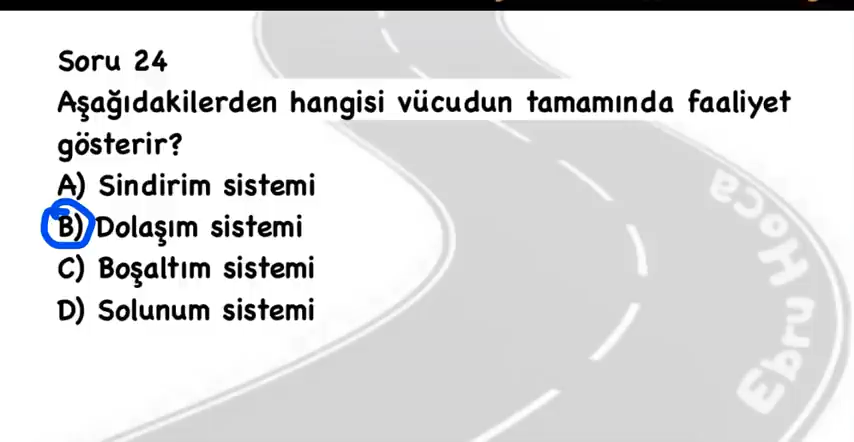 Soru 24
Aşağıdakilerden hangisi vücudun tamamında faaliyet
gösterir?
A) Sindirim sistemi
B) Dolaşım sistemi
C) Boşaltım sistemi
D) Solunum sistemi
Ebru Hoca